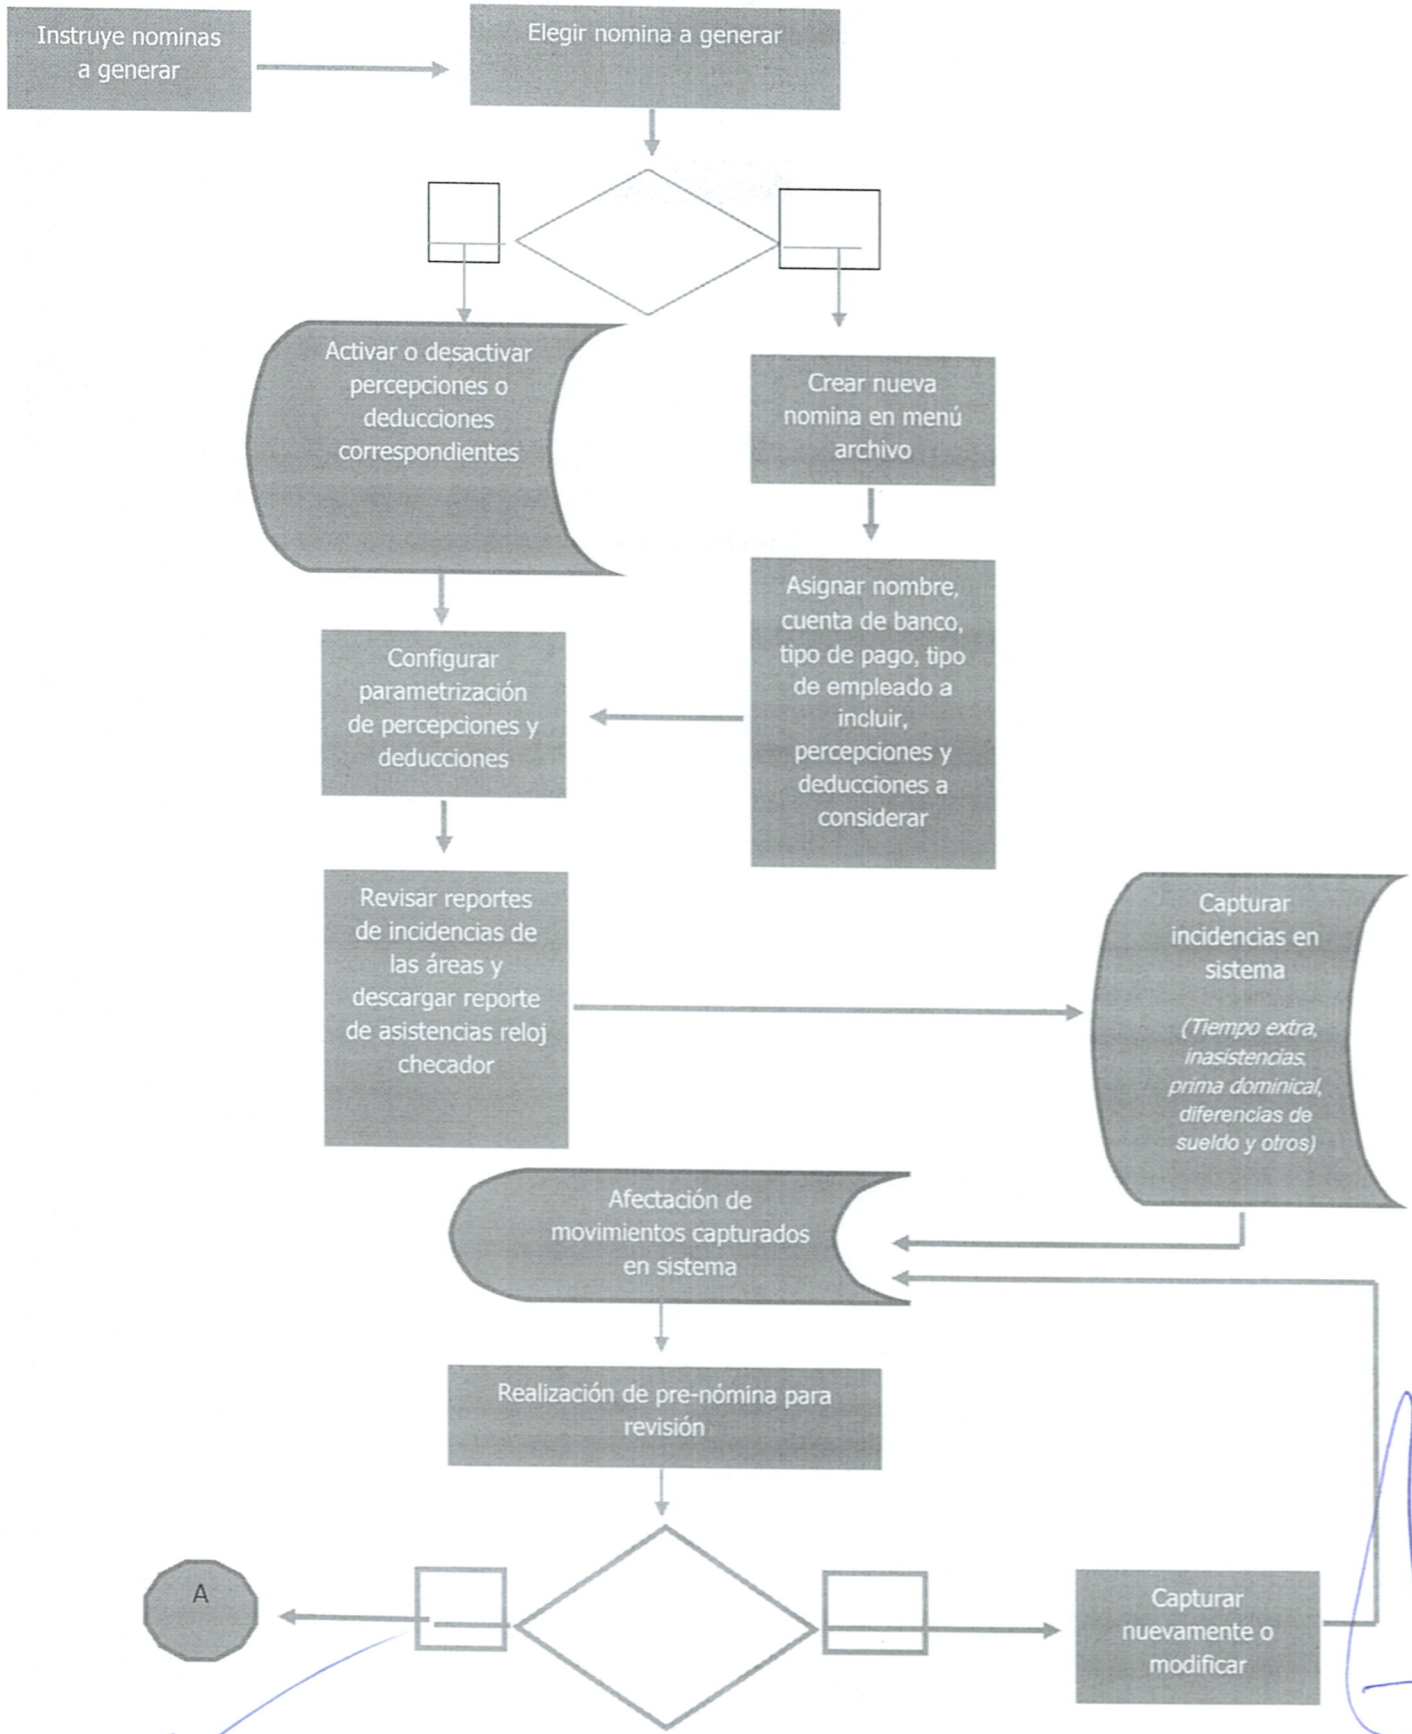 Instruye nominas
a generar
Elegir nomina a generar
Activar o desactivar
percepciones o
deducciones
correspondientes
Crear nueva
nomina en menú
archivo
Asignar nombre,
cuenta de banco,
tipo de pago, tipo
de empleado a
incluir,
percepciones y
deducciones a
considerar
Configurar
parametrización
de percepciones y
deducciones
Revisar reportes
de incidencias de
las áreas y
descargar reporte
de asistencias reloj
checador
Capturar
incidencias en
sistema
(Tiempo extra,
inasistencias,
prima dominical,
diferencias de
sueldo y otros)
Afectación de
movimientos capturados
en sistema
Realización de pre-nómina para
revisión
A
Capturar
nuevamente o
modificar